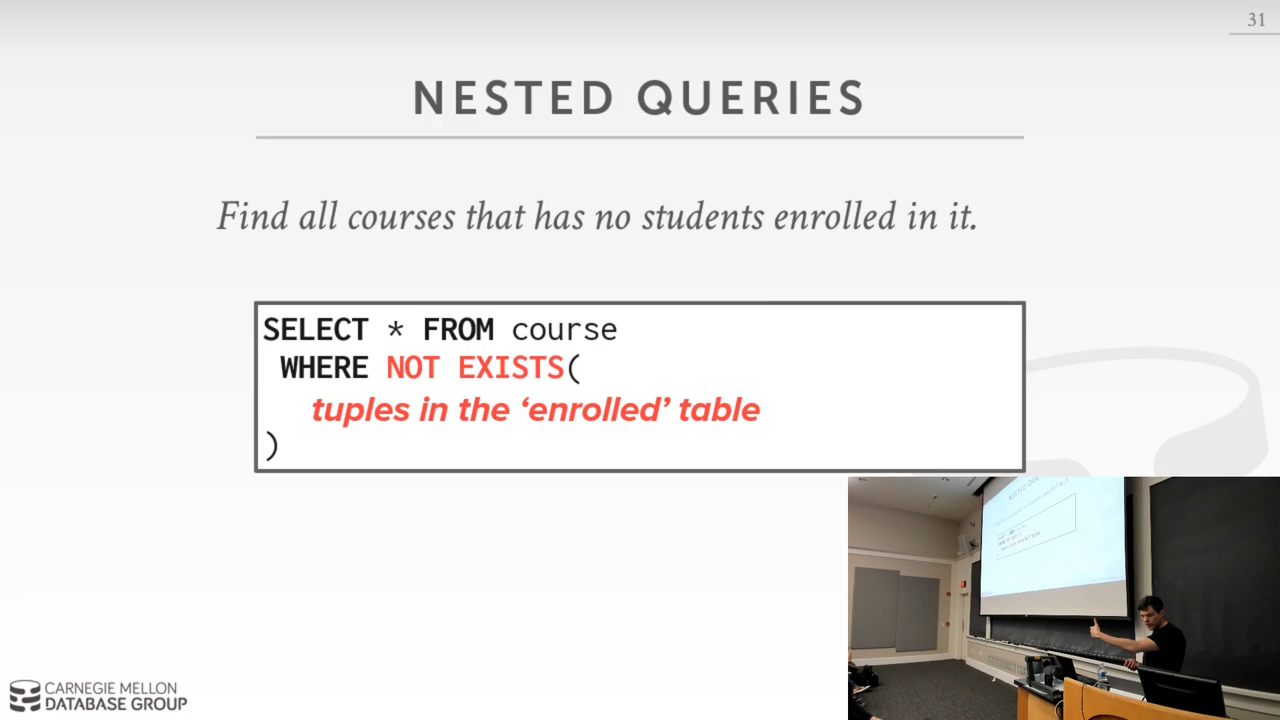 31
NESTED QUERIES
Find all courses that has no students enrolled in it.
SELECT * FROM course
WHERE NOT EXISTS(
tuples in the ‘enrolled’ table
)
CARNEGIE MELLON
DATABASE GROUP